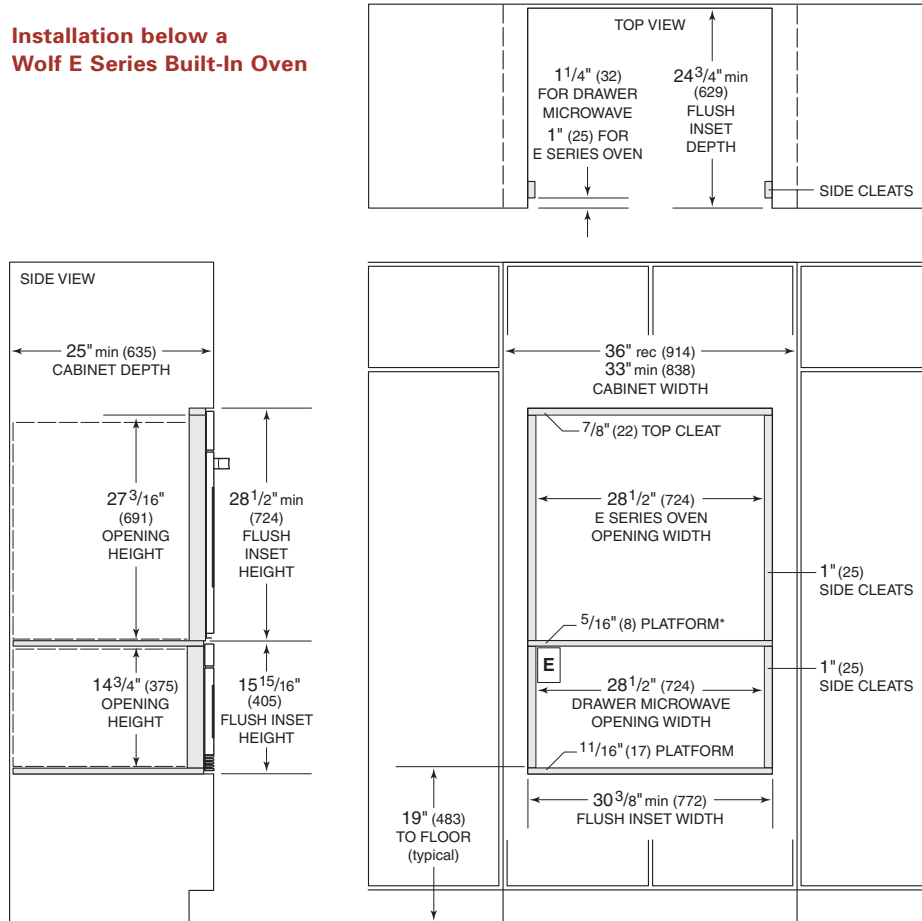 Installation below a
Wolf E Series Built-In Oven
TOP VIEW
1 1/4" (32)
FOR DRAWER
MICROWAVE
1" (25) FOR
E SERIES OVEN
24 3/4" min
(629)
FLUSH
INSET
DEPTH
SIDE CLEATS
SIDE VIEW
25" min (635)
CABINET DEPTH
27 3/16"
(691)
OPENING
HEIGHT
28 1/2" min
(724)
FLUSH
INSET
HEIGHT
14 3/4" (375)
OPENING
HEIGHT
15 15/16"
(405)
FLUSH INSET
HEIGHT
36" rec (914)
33" min (838)
CABINET WIDTH
7/8" (22) TOP CLEAT
28 1/2" (724)
E SERIES OVEN
OPENING WIDTH
1" (25)
SIDE CLEATS
5/16" (8) PLATFORM*
E
28 1/2" (724)
DRAWER MICROWAVE
OPENING WIDTH
1" (25)
SIDE CLEATS
11/16" (17) PLATFORM
30 3/8" min (772)
FLUSH INSET WIDTH
19" (483)
TO FLOOR
(typical)